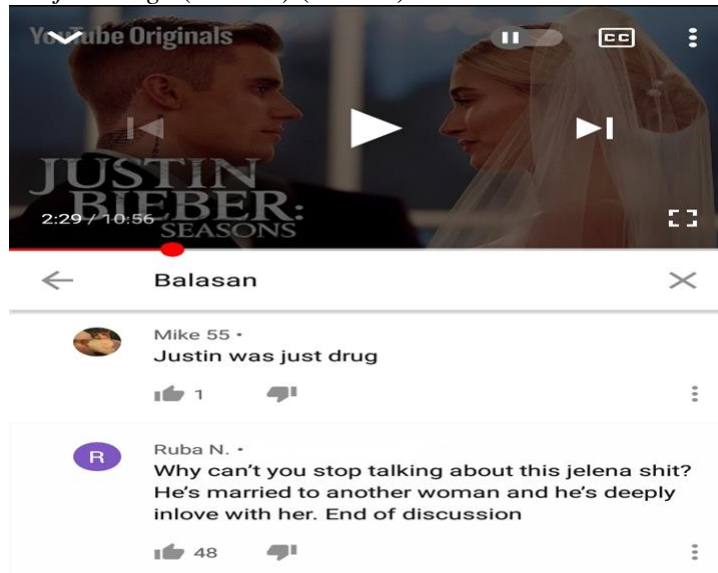 YouTube Originals
CC
JUSTIN
BIEBER:
SEASONS
2:29 / 10:56
Balasan
Mike 55 •
Justin was just drug
1
R
Ruba N. •
Why can't you stop talking about this jelena shit?
He's married to another woman and he's deeply
inlove with her. End of discussion
48